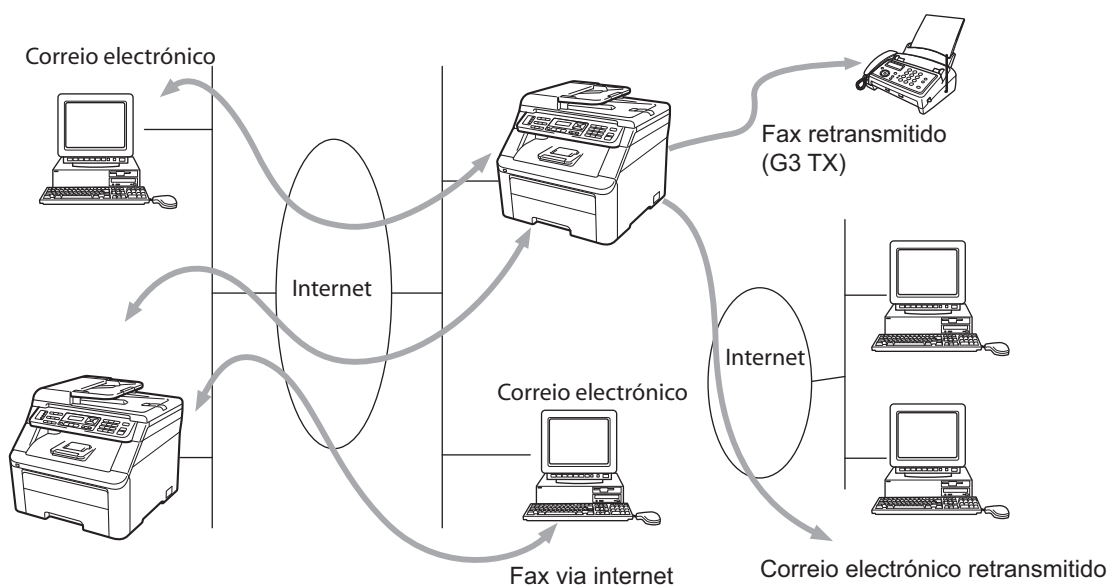 Correio electrónico
Fax retransmitido
(G3 TX)
Internet
Internet
Correio electrónico
Fax via internet
Correio electrónico retransmitido